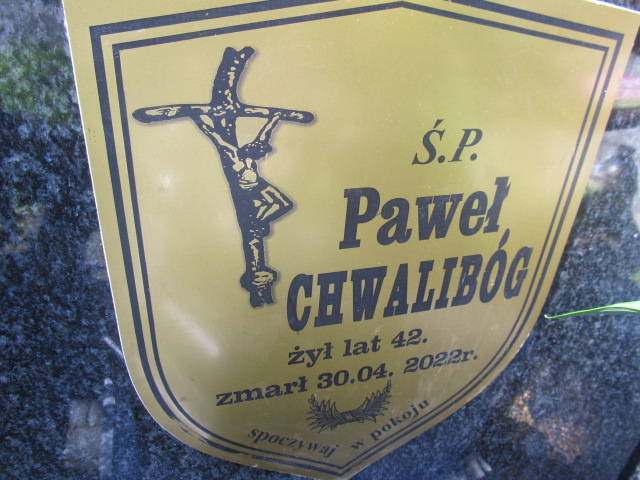 Ś.P.
Paweł
CHWALIBÓG
żył lat 42.
zmarł 30.04. 2022r.
spoczywaj w pokoju